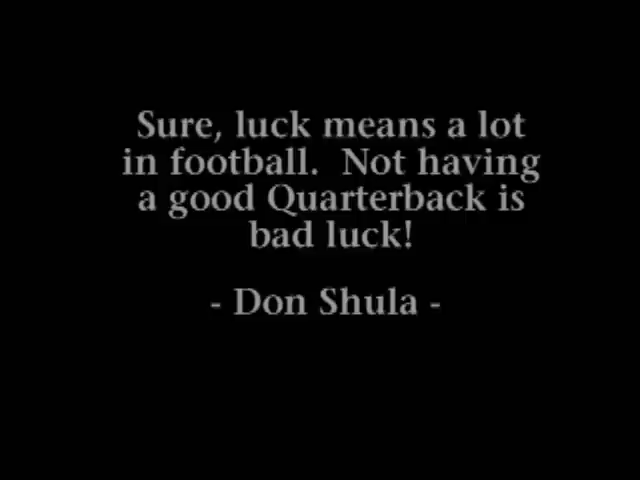 Sure, luck means a lot
in football.  Not having
a good Quarterback is
bad luck!
- Don Shula -